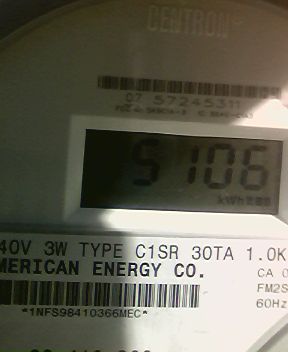 CENTRON
07 57245311
5106
kWh
40V 3W TYPE C1SR 30TA 1.0K
MERICAN ENERGY CO.
CA 0
FM2S
60Hz
*1NFS98410366MEC*